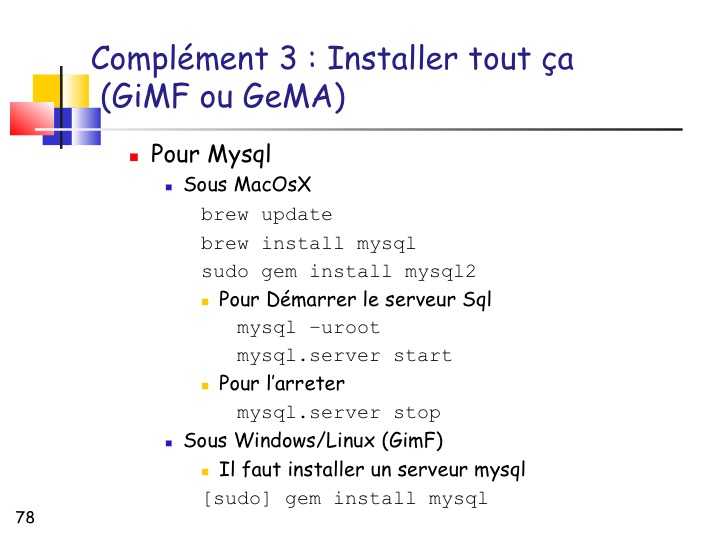 Complément 3 : Installer tout ça
(GiMF ou GeMA)
Pour Mysql
Sous MacOsX
brew update
brew install mysql
sudo gem install mysql2
Pour Démarrer le serveur Sql
mysql –uroot
mysql.server start
Pour l’arreter
mysql.server stop
Sous Windows/Linux (GimF)
Il faut installer un serveur mysql
[sudo] gem install mysql
78